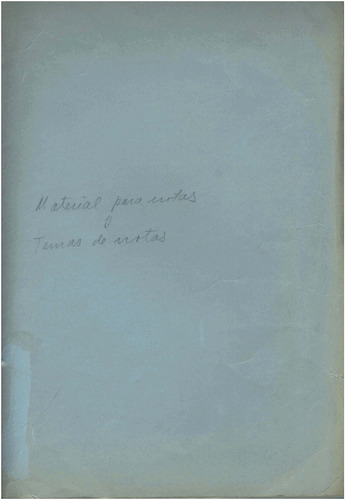 Material para notas
y
Temas de notas